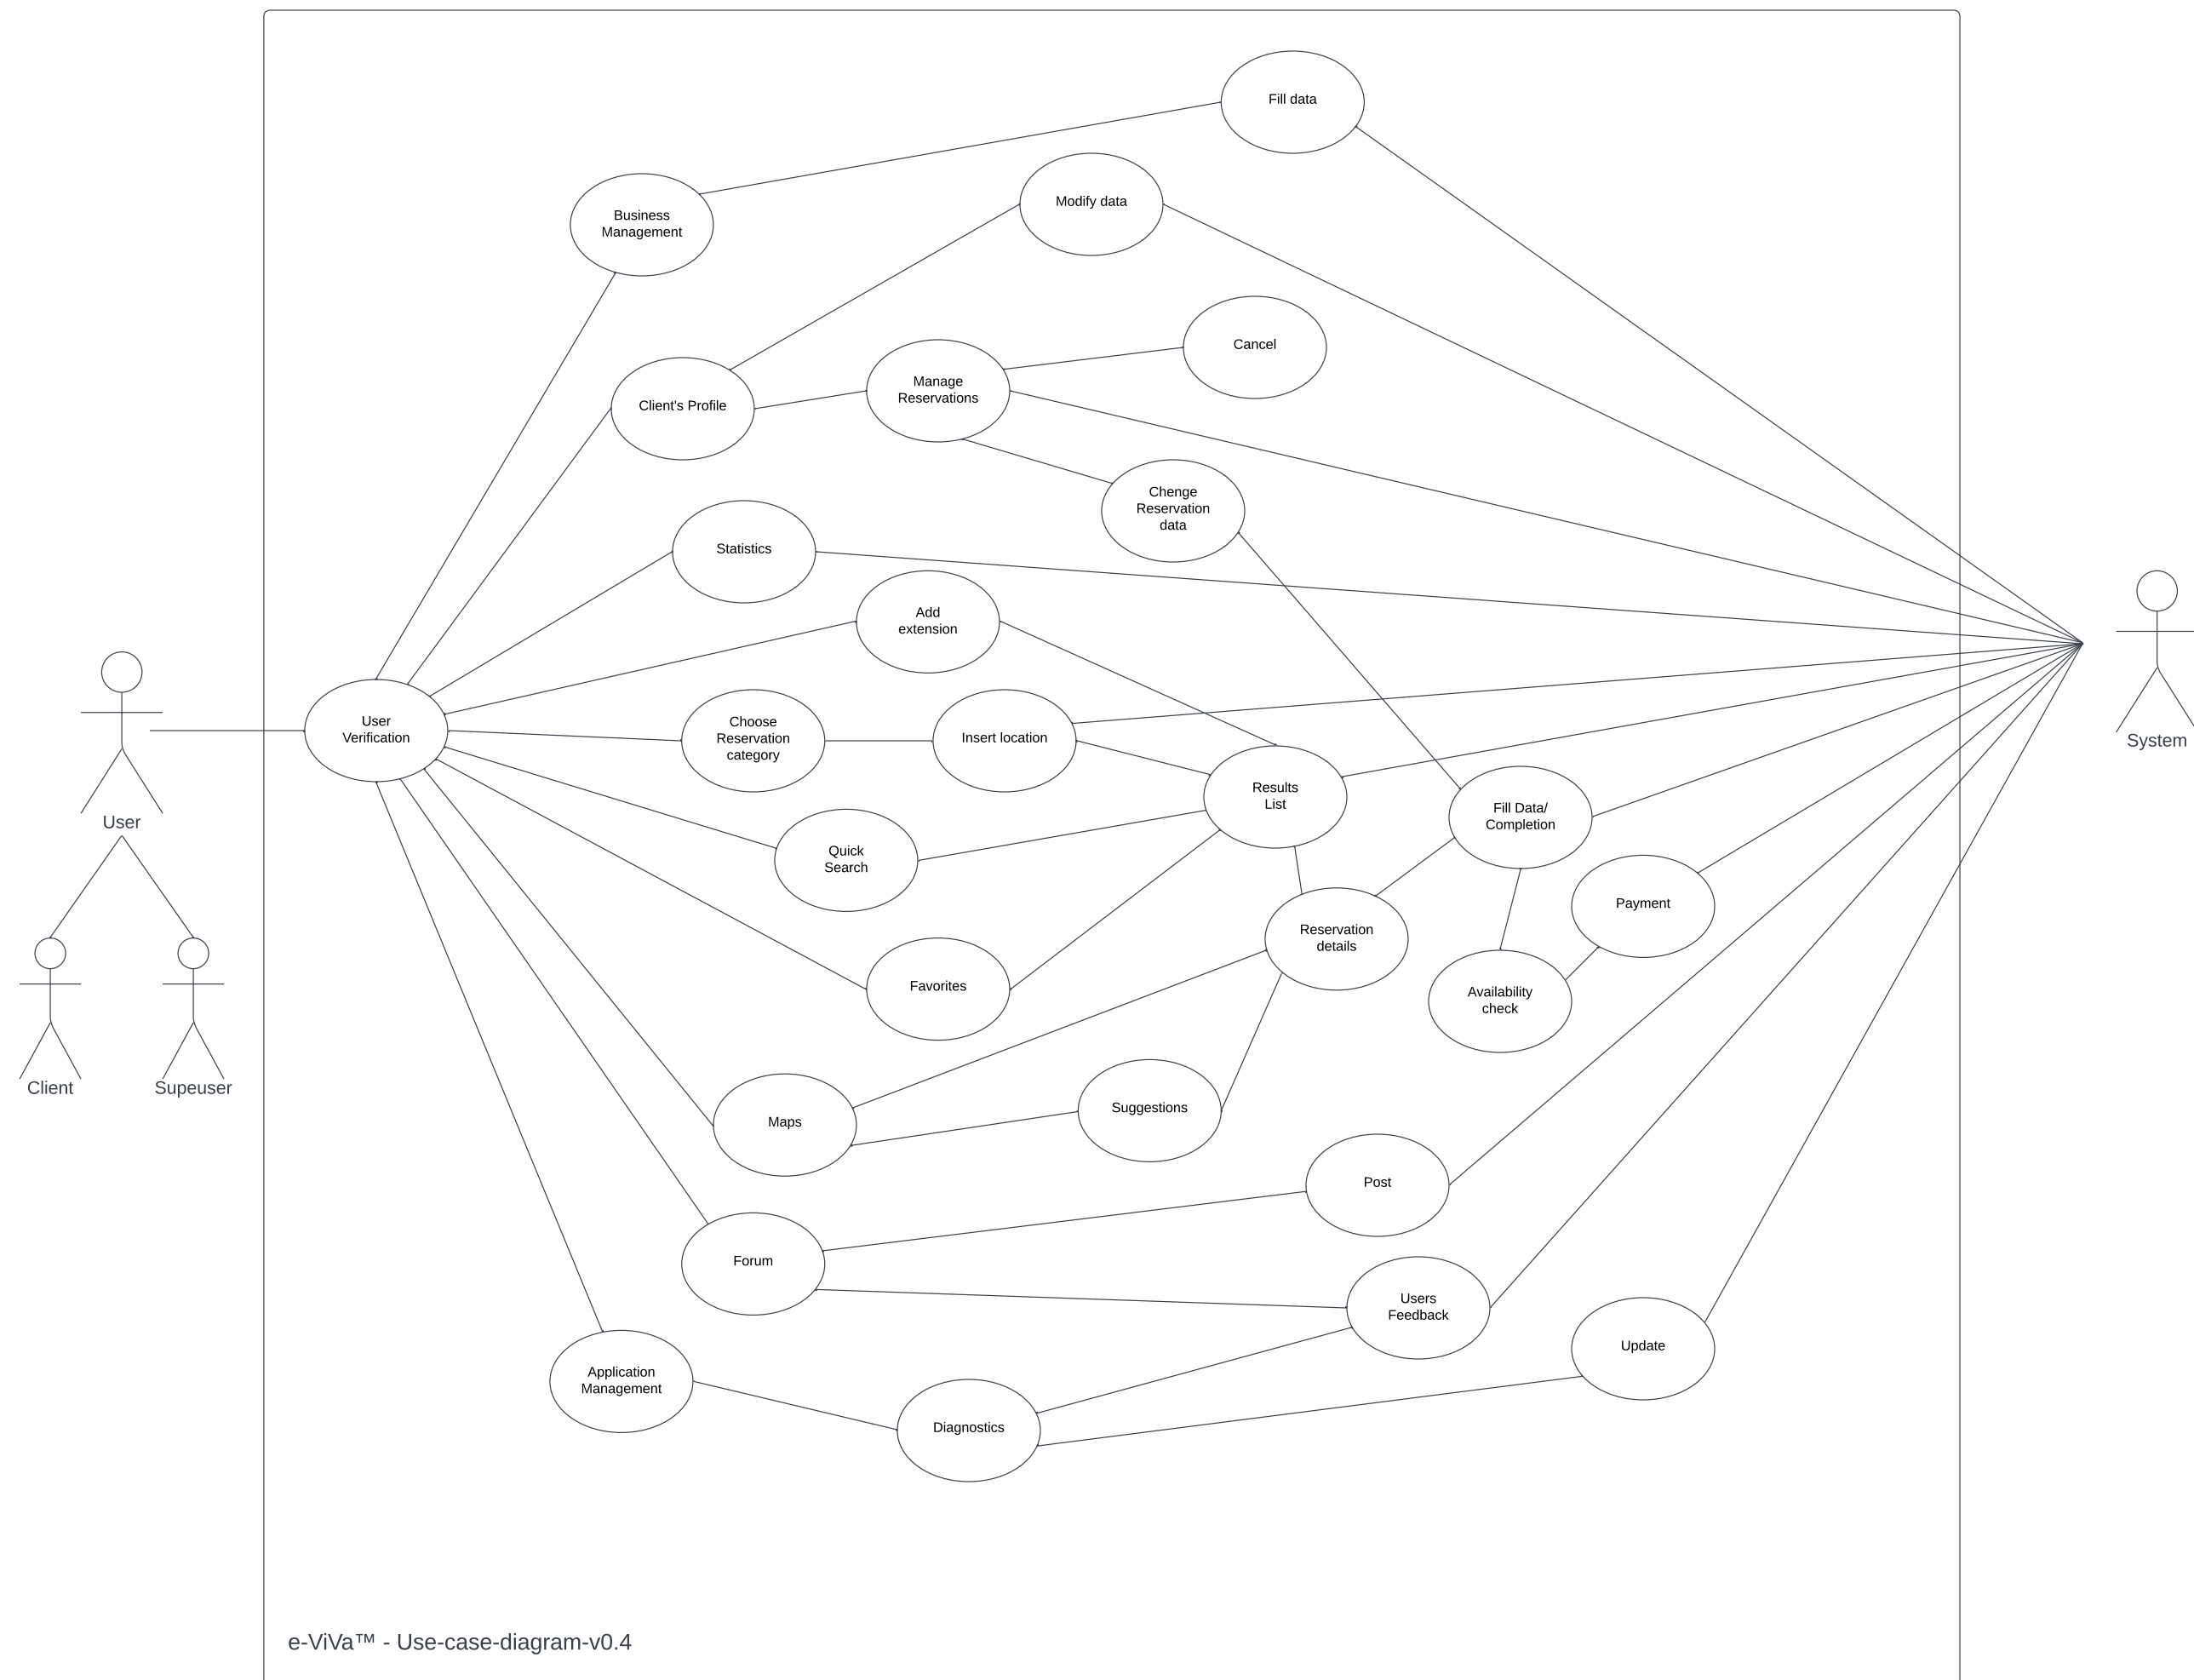 Fill data
Modify data
Business
Management
Cancel
Manage
Reservations
Client's Profile
Chenge
Reservation
data
Statistics
Add
extension
User
Verification
Choose
Reservation
category
Insert location
System
Results
List
Fill Data/
Completion
User
Quick
Search
Payment
Reservation
details
Favorites
Availability
check
Client
Supeuser
Suggestions
Maps
Post
Forum
Users
Feedback
Update
Application
Management
Diagnostics
e-ViVa™ - Use-case-diagram-v0.4